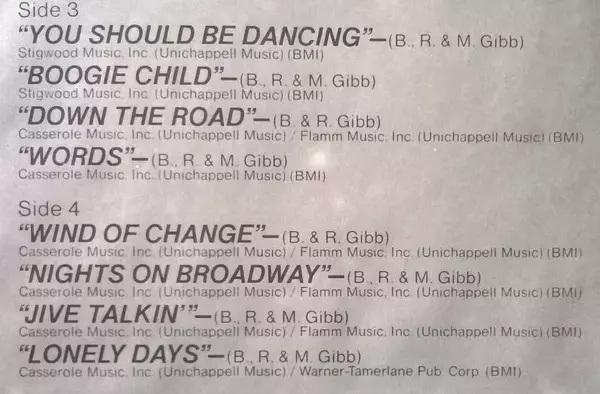 Side 3
"YOU SHOULD BE DANCING"—(B., R. & M. Gibb)
Stigwood Music, Inc. (Unichappell Music) (BMI)
"BOOGIE CHILD"—(B., R. & M. Gibb)
Stigwood Music, Inc. (Unichappell Music) (BMI)
"DOWN THE ROAD"—(B. & R. Gibb)
Casserole Music, Inc. (Unichappell Music) / Flamm Music, Inc. (Unichappell Music) (BMI)
"WORDS"—(B., R. & M. Gibb)
Casserole Music, Inc. (Unichappell Music) (BMI)
Side 4
"WIND OF CHANGE"—(B. & R. Gibb)
Casserole Music, Inc. (Unichappell Music) / Flamm Music, Inc. (Unichappell Music) (BMI)
"NIGHTS ON BROADWAY"—(B., R. & M. Gibb)
Casserole Music, Inc. (Unichappell Music) / Flamm Music, Inc. (Unichappell Music) (BMI)
"JIVE TALKIN'"—(B., R. & M. Gibb)
Casserole Music, Inc. (Unichappell Music) / Flamm Music, Inc. (Unichappell Music) (BMI)
"LONELY DAYS"—(B., R. & M. Gibb)
Casserole Music, Inc. (Unichappell Music) / Warner-Tamerlane Pub. Corp. (BMI)